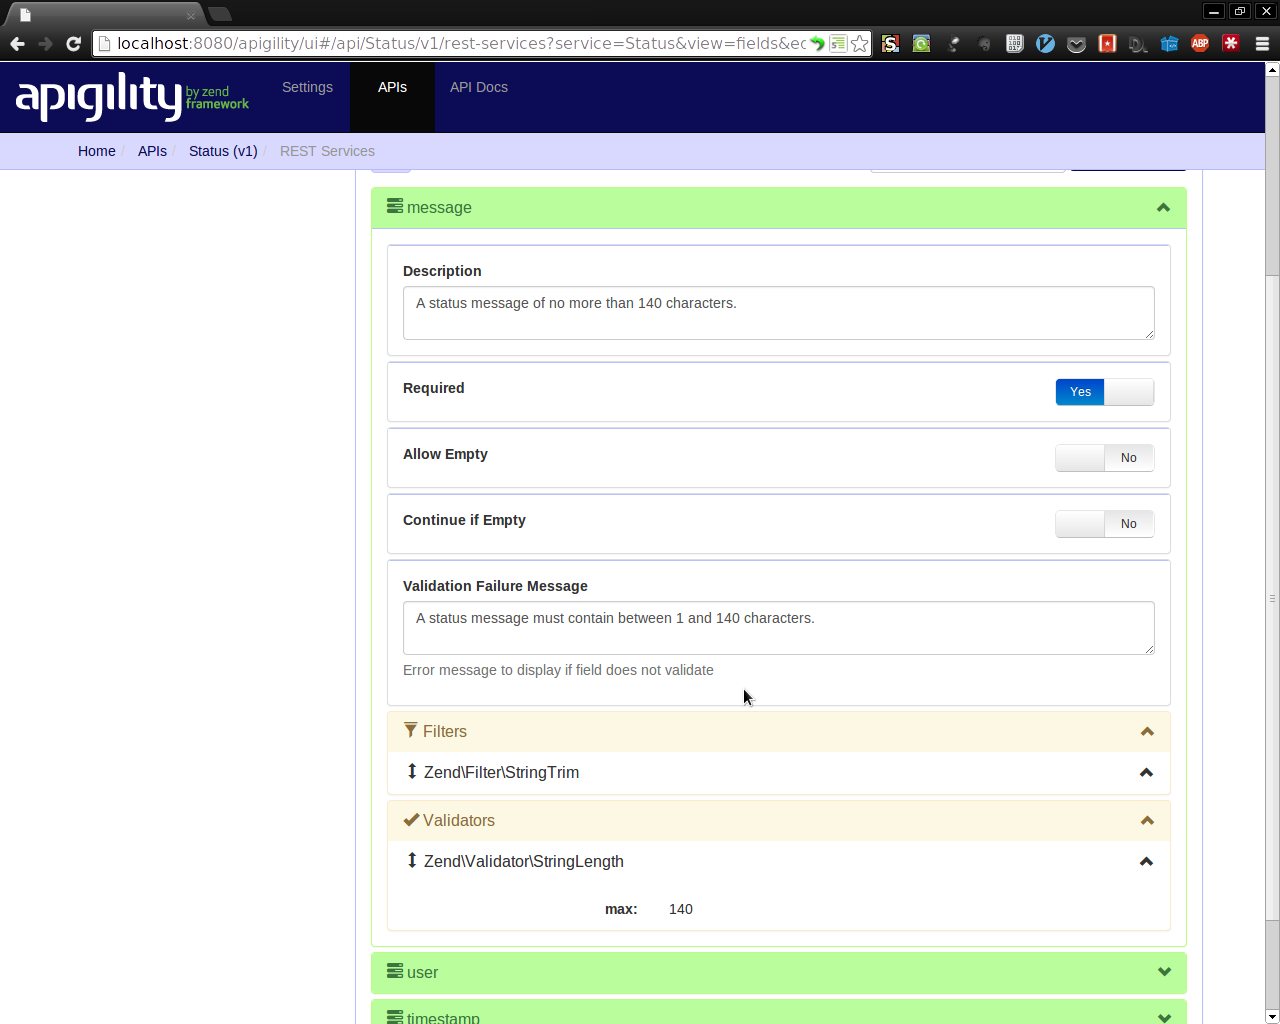 localhost:8080/apigility/ui#/api/Status/v1/rest-services?service=Status&view=fields&ec
apigility by zend framework
Settings
APIs
API Docs
Home / APIs / Status (v1) / REST Services
message
Description
A status message of no more than 140 characters.
Required
Yes
Allow Empty
No
Continue if Empty
No
Validation Failure Message
A status message must contain between 1 and 140 characters.
Error message to display if field does not validate
Filters
Zend\Filter\StringTrim
Validators
Zend\Validator\StringLength
max: 140
user
timestamp